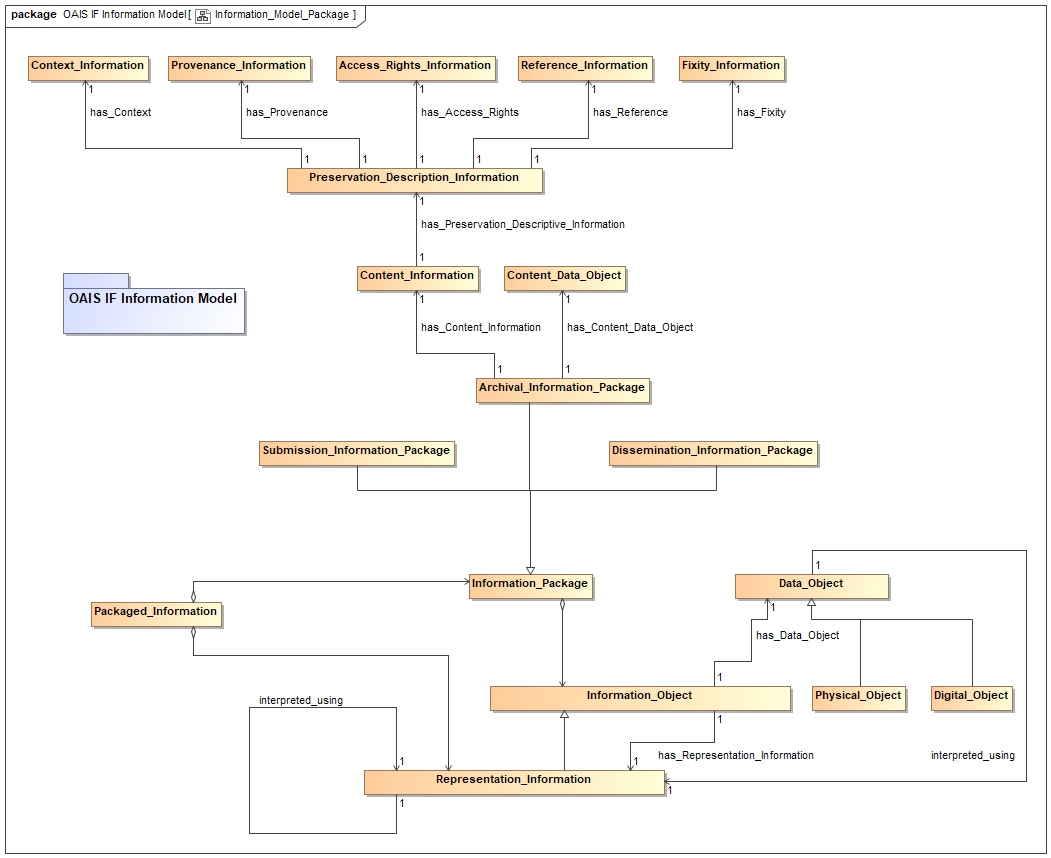 package OAIS IF Information Model[ Information_Model_Package ]
Context_Information
Provenance_Information
Access_Rights_Information
Reference_Information
Fixity_Information
1
1
1
1
1
has_Context
has_Provenance
has_Access_Rights
has_Reference
has_Fixity
1
1
1
1
1
Preservation_Description_Information
1
has_Preservation_Descriptive_Information
1
Content_Information
Content_Data_Object
OAIS IF Information Model
1
1
has_Content_Information
has_Content_Data_Object
1
1
Archival_Information_Package
Submission_Information_Package
Dissemination_Information_Package
1
Information_Package
Data_Object
Packaged_Information
1
has_Data_Object
1
Information_Object
Physical_Object
Digital_Object
interpreted_using
1
has_Representation_Information
interpreted_using
1
1
Representation_Information
1
1